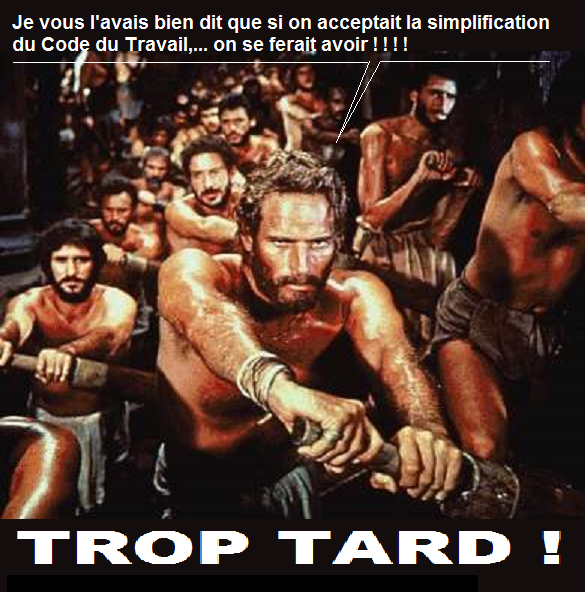 Je vous l'avais bien dit que si on acceptait la simplification
du Code du Travail,... on se ferait avoir ! ! ! !
TROP TARD !